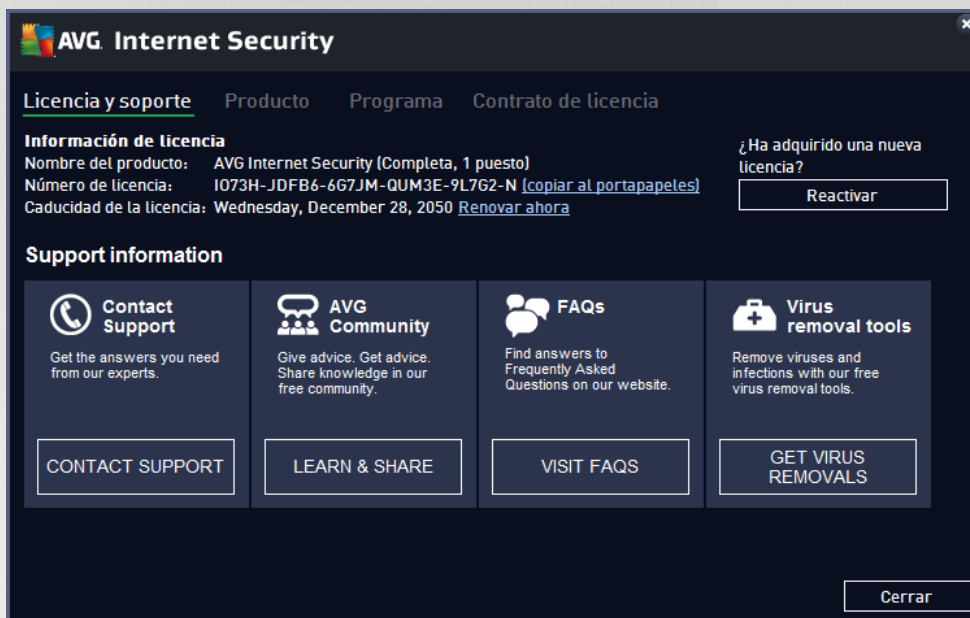 AVG. Internet Security
Licencia y soporte Producto Programa Contrato de licencia
Información de licencia
Nombre del producto: AVG Internet Security (Completa, 1 puesto)
Número de licencia: IO73H-JDFB6-6G7JM-QUM3E-9L7G2-N (copiar al portapapeles)
Caducidad de la licencia: Wednesday, December 28, 2050 Renovar ahora
¿Ha adquirido una nueva
licencia?
Reactivar
Support information
Contact
Support
Get the answers you need
from our experts.
CONTACT SUPPORT
AVG
Community
Give advice. Get advice.
Share knowledge in our
free community.
LEARN & SHARE
FAQs
Find answers to
Frequently Asked
Questions on our website.
VISIT FAQS
Virus
removal tools
Remove viruses and
infections with our free
virus removal tools.
GET VIRUS
REMOVALS
Cerrar